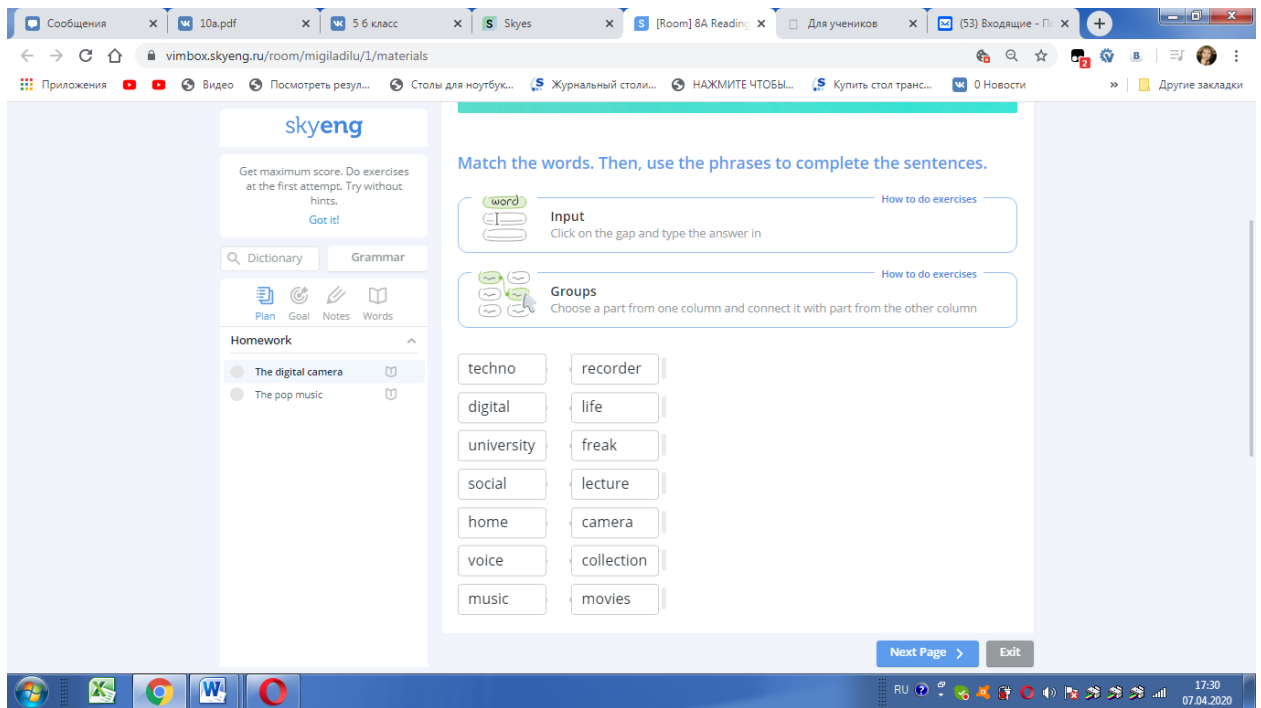 Сообщения
10a.pdf
5 6 класс
Skyes
[Room] 8A Reading
Для учеников
(53) Входящие - По
vimbox.skyeng.ru/room/migiladilu/1/materials
Приложения
Видео
Посмотреть резул...
Столы для ноутбук...
Журнальный столи...
НАЖМИТЕ ЧТОБЫ...
Купить стол транс...
0 Новости
Другие закладки
skyeng
Get maximum score. Do exercises
at the first attempt. Try without
hints.
Got it!
Dictionary
Grammar
Plan Goal Notes Words
Homework
The digital camera
The pop music
Match the words. Then, use the phrases to complete the sentences.
word
How to do exercises
Input
Click on the gap and type the answer in
How to do exercises
Groups
Choose a part from one column and connect it with part from the other column
techno recorder
digital life
university freak
social lecture
home camera
voice collection
music movies
Next Page
Exit
RU
17:30
07.04.2020